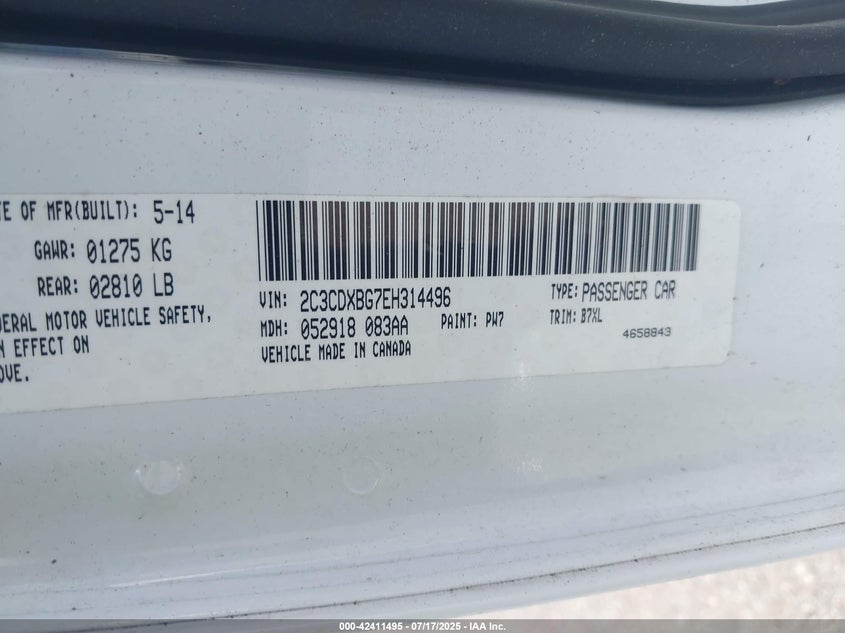 TE OF MFR(BUILT): 5-14
GAWR: 01275 KG
REAR: 02810 LB
DERAL MOTOR VEHICLE SAFETY,
N EFFECT ON
OVE.
VIN: 2C3CDXBG7EH314496
TYPE: PASSENGER CAR
MDH: 052918 083AA
PAINT: PW7
TRIM: B7XL
VEHICLE MADE IN CANADA
4658843
000-42411495 - 07/17/2025 - IAA Inc.